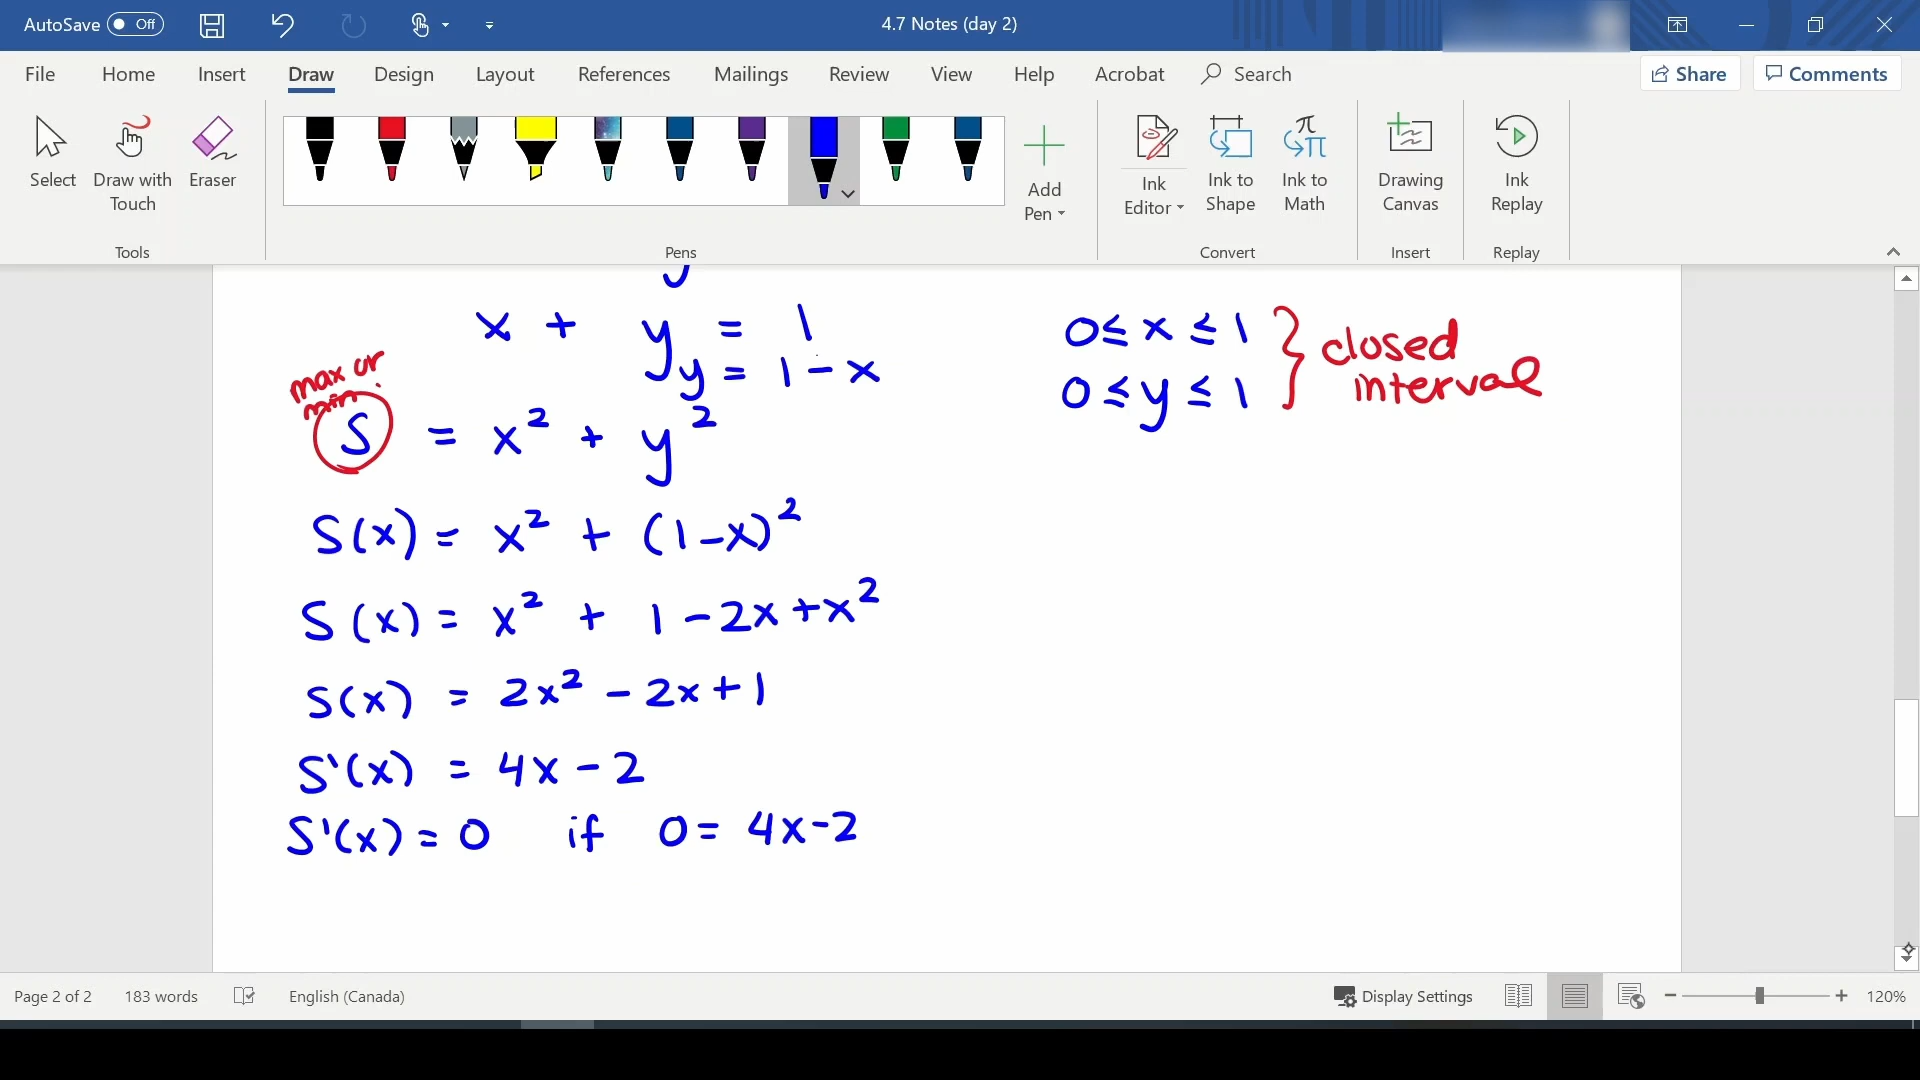 AutoSave Off 4.7 Notes (day 2)
File Home Insert Draw Design Layout References Mailings Review View Help Acrobat Search Share Comments
Select Draw with Touch Eraser Add Pen Ink Editor Ink to Shape Ink to Math Drawing Canvas Ink Replay
Tools Pens Convert Insert Replay
x + y = 1
y = 1 - x
0 ≤ x ≤ 1
0 ≤ y ≤ 1
closed
interval
max or
min
S = x² + y²
S(x) = x² + (1-x)²
S(x) = x² + 1 - 2x + x²
S(x) = 2x² - 2x + 1
S'(x) = 4x - 2
S'(x) = 0 if 0 = 4x - 2
Page 2 of 2 183 words English (Canada) Display Settings 120%